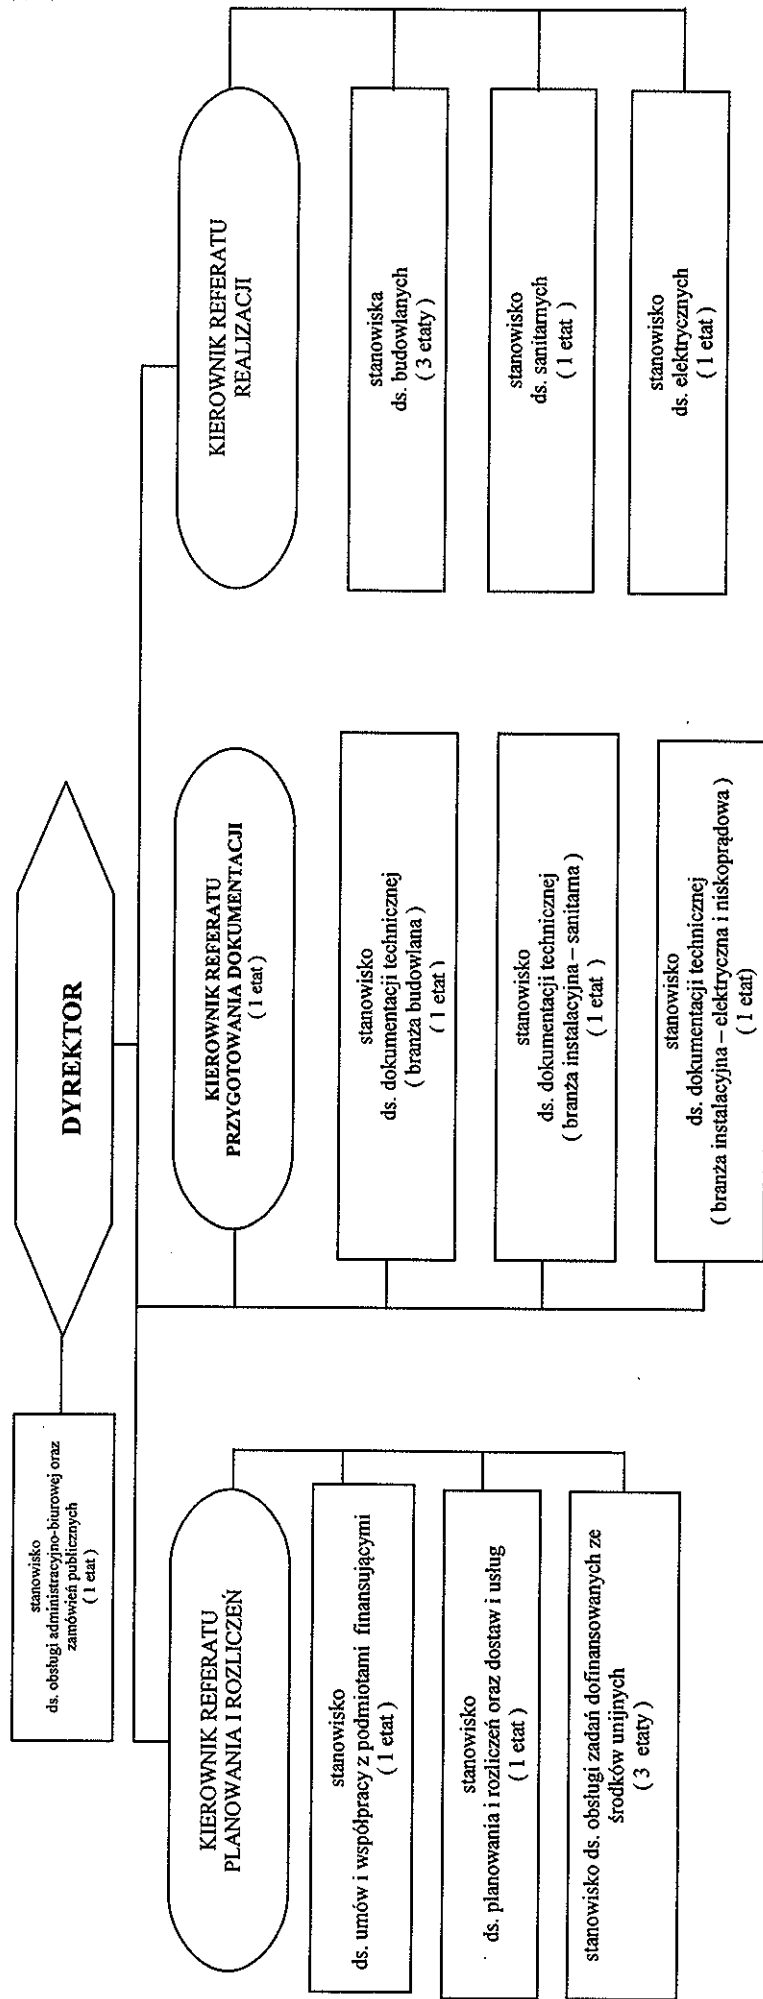 stanowisko
ds. obsługi administracyjno-biurowej oraz
zamówień publicznych
( 1 etat )
DYREKTOR
KIEROWNIK REFERATU
PLANOWANIA I ROZLICZEŃ
stanowisko
ds. umów i współpracy z podmiotami finansującymi
( 1 etat )
stanowisko
ds. planowania i rozliczeń oraz dostaw i usług
( 1 etat )
stanowisko ds. obsługi zadań dofinansowanych ze
środków unijnych
( 3 etaty )
KIEROWNIK REFERATU
PRZYGOTOWANIA DOKUMENTACJI
( 1 etat )
stanowisko
ds. dokumentacji technicznej
( branża budowlana )
( 1 etat )
stanowisko
ds. dokumentacji technicznej
( branża instalacyjna – sanitarna )
( 1 etat )
stanowisko
ds. dokumentacji technicznej
( branża instalacyjna – elektryczna i niskoprądowa )
( 1 etat)
KIEROWNIK REFERATU
REALIZACJI
stanowiska
ds. budowlanych
( 3 etaty )
stanowisko
ds. sanitarnych
( 1 etat )
stanowisko
ds. elektrycznych
( 1 etat )